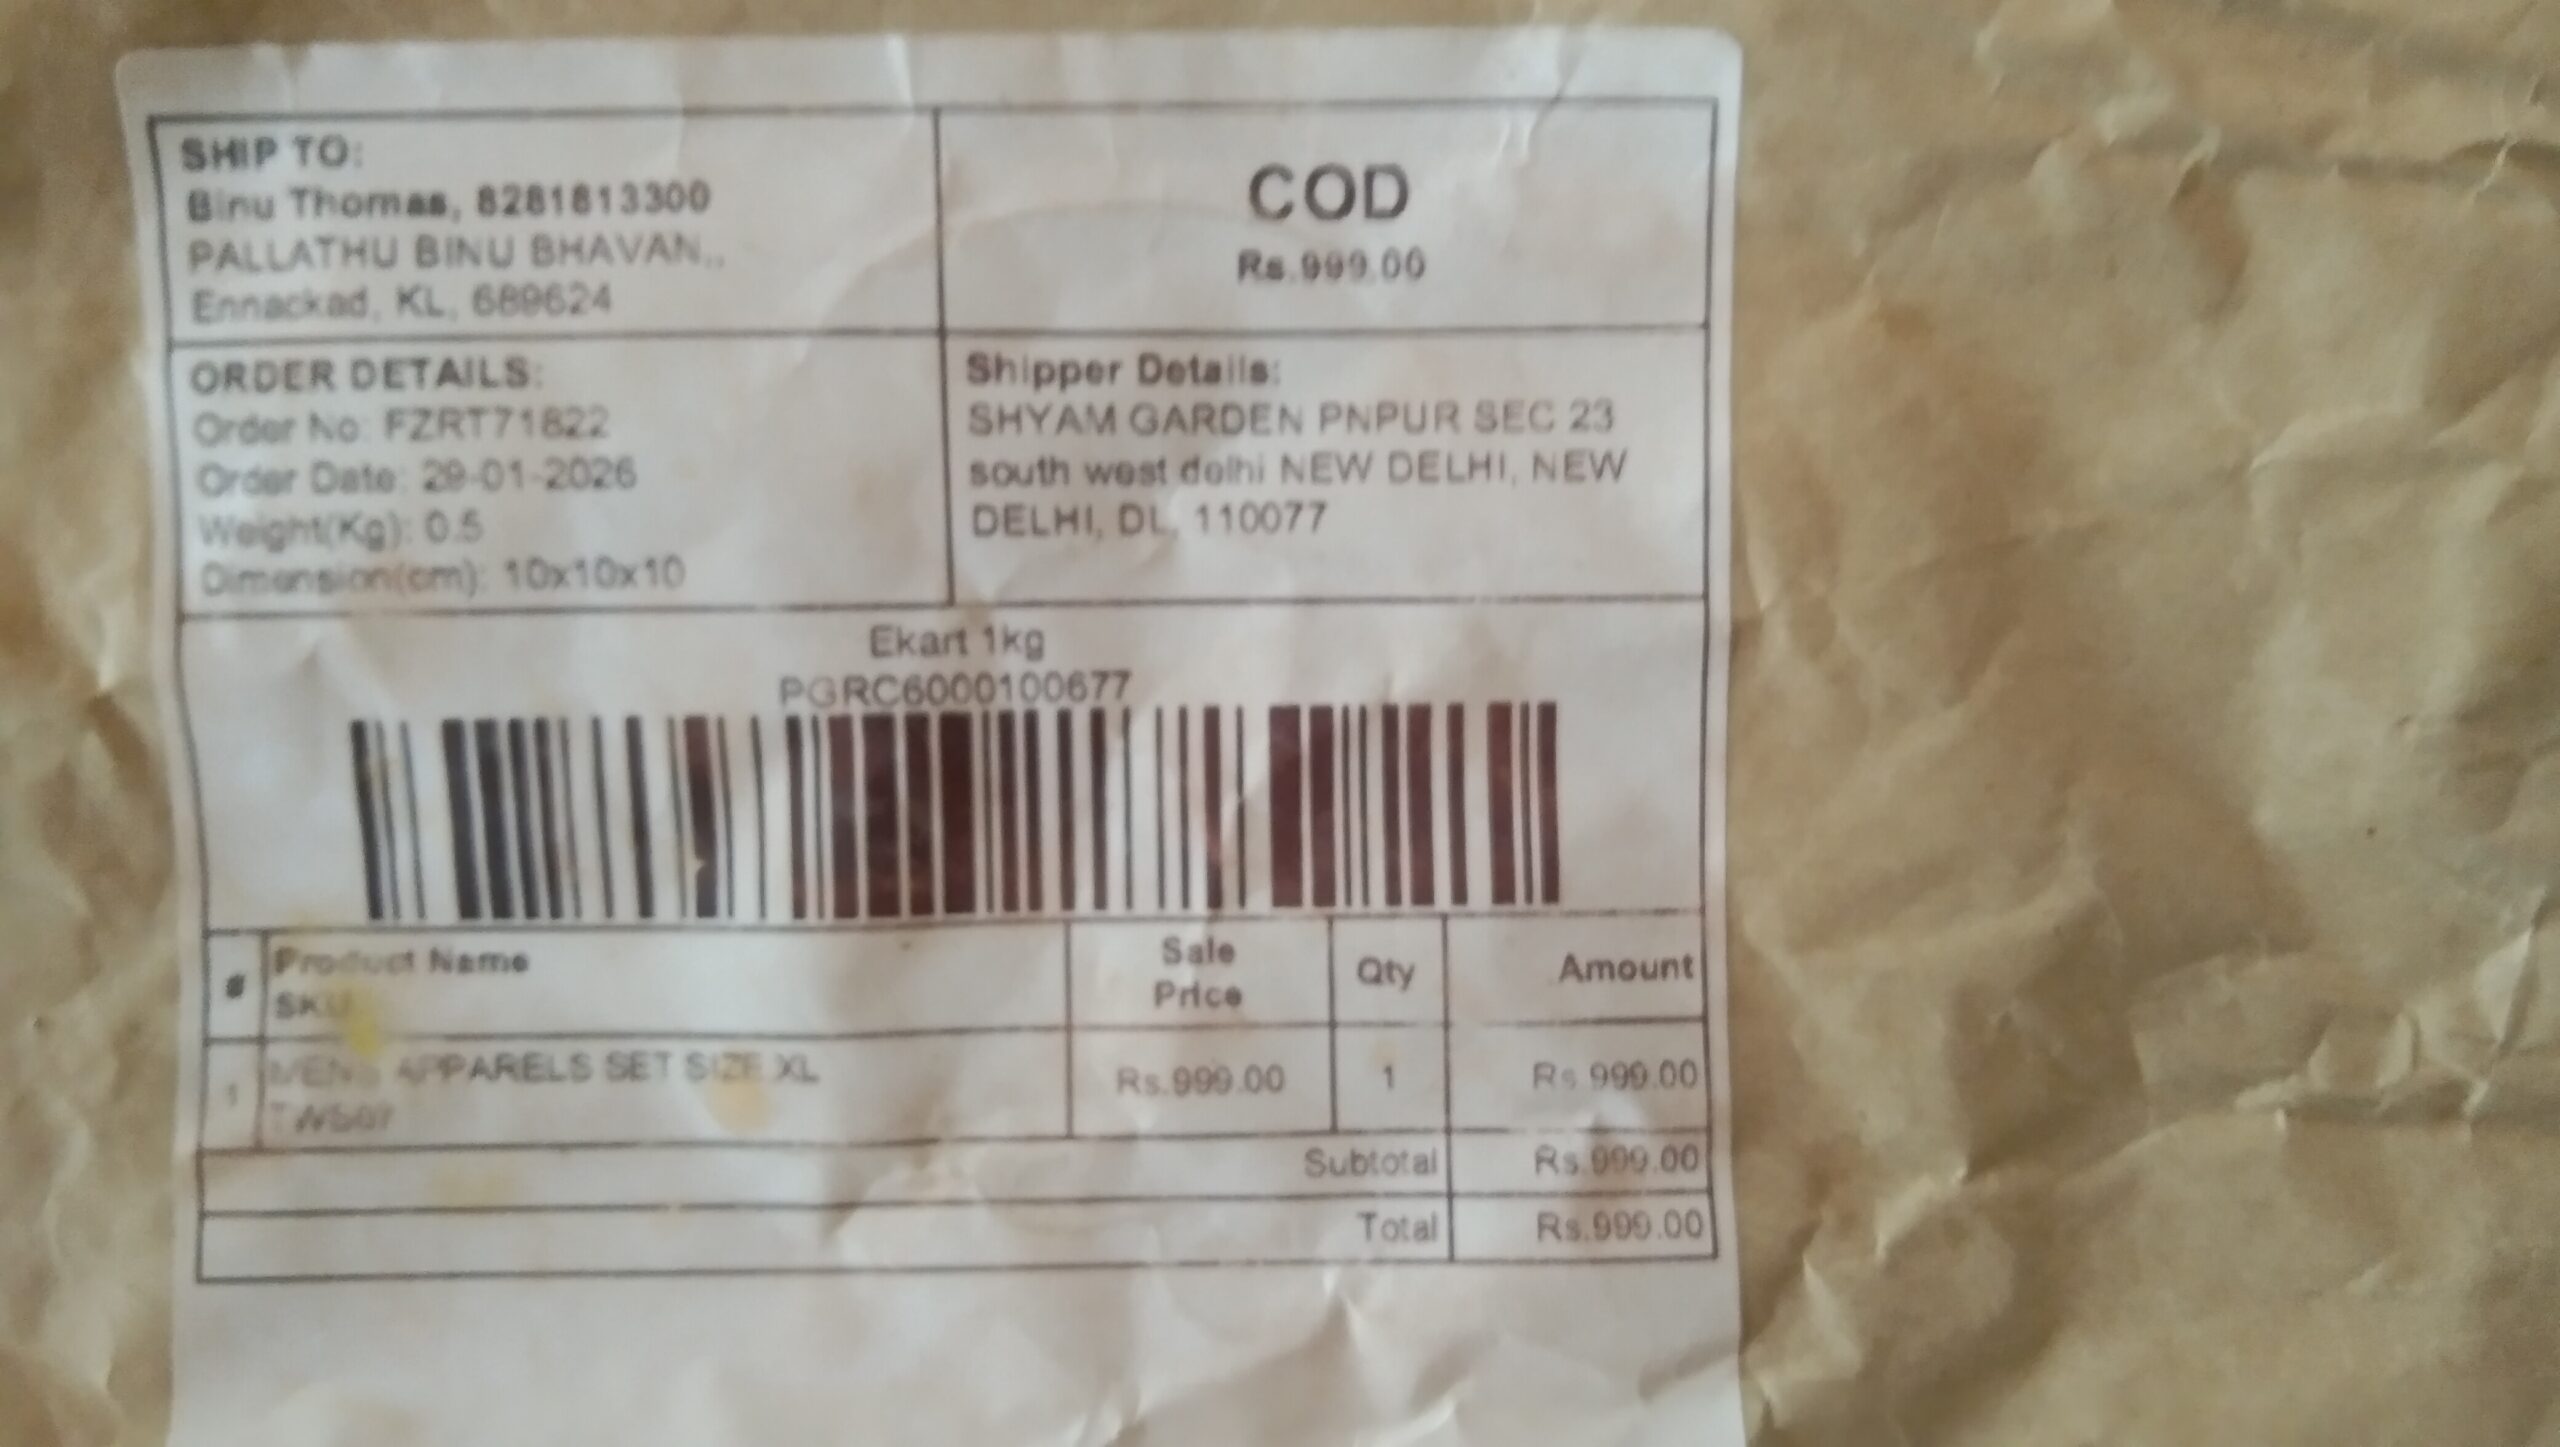 SHIP TO:
Binu Thomas, 8281813300
PALLATHU BINU BHAVAN,,
Ennackad, KL, 689624
COD
Rs.999.00
ORDER DETAILS:
Order No: FZRT71822
Order Date: 29-01-2026
Weight(Kg): 0.5
Dimension(cm): 10x10x10
Shipper Details:
SHYAM GARDEN PNPUR SEC 23
south west delhi NEW DELHI, NEW
DELHI, DL, 110077
Ekart 1kg
PGRC6000100677
# Product Name Sale Qty Amount
SKU Price
1 MENS APPARELS SET SIZE XL Rs.999.00 1 Rs.999.00
Subtotal Rs.999.00
Total Rs.999.00